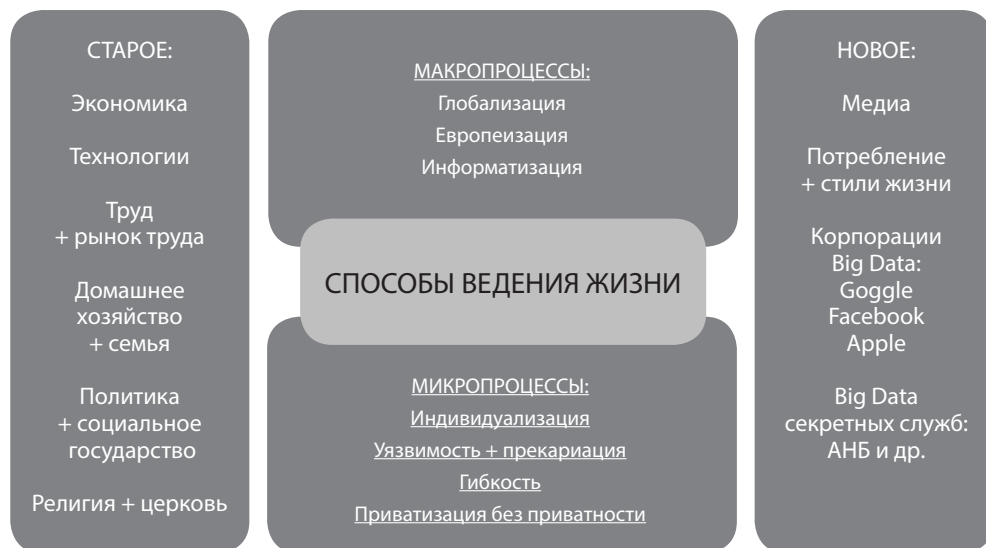 СТАРОЕ:
Экономика
Технологии
Труд
+ рынок труда
Домашнее
хозяйство
+ семья
Политика
+ социальное
государство
Религия + церковь
МАКРОПРОЦЕССЫ:
Глобализация
Европеизация
Информатизация
СПОСОБЫ ВЕДЕНИЯ ЖИЗНИ
МИКРОПРОЦЕССЫ:
Индивидуализация
Уязвимость + прекариация
Гибкость
Приватизация без приватности
НОВОЕ:
Медиа
Потребление
+ стили жизни
Корпорации
Big Data:
Goggle
Facebook
Apple
Big Data
секретных служб:
АНБ и др.